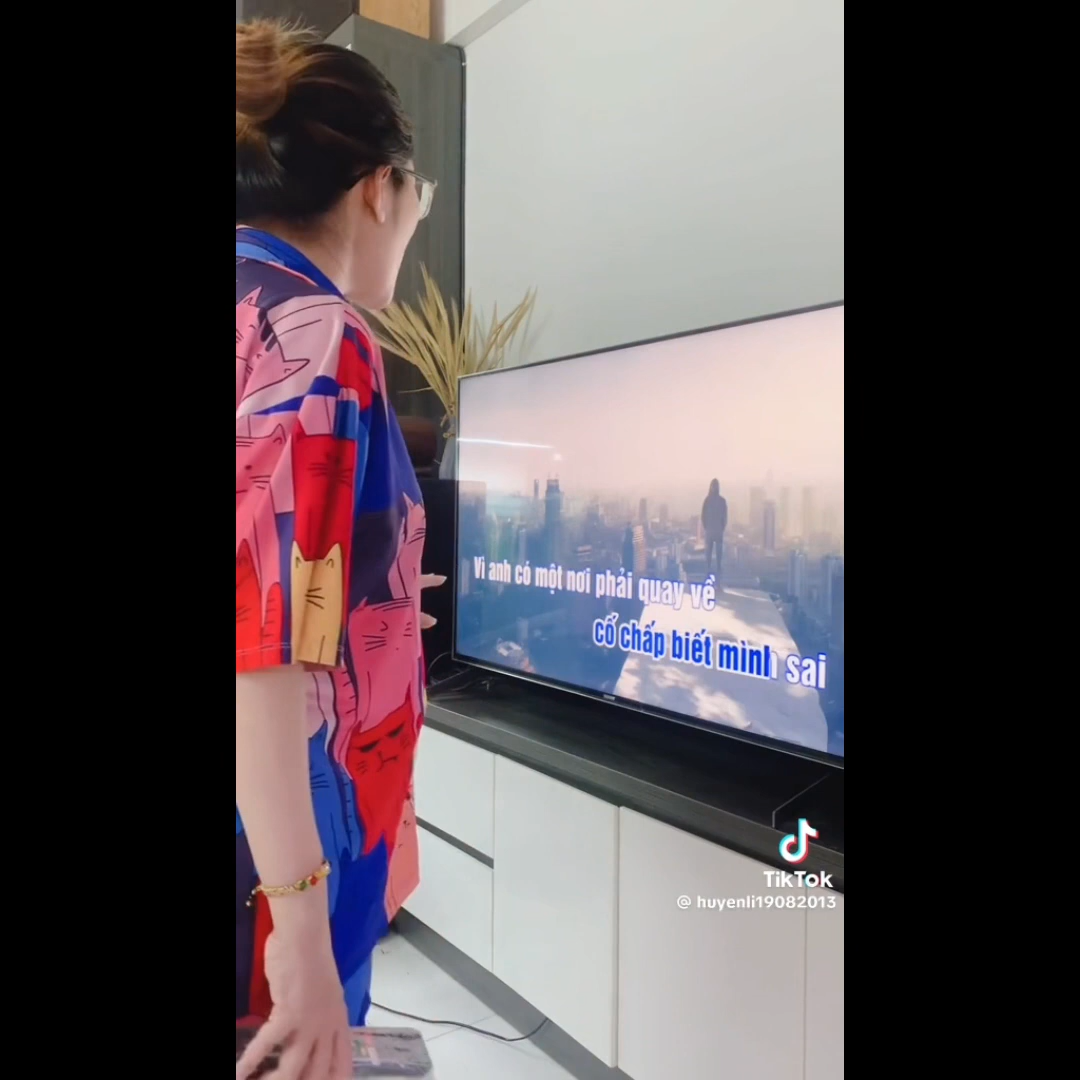 Vì anh có một nơi phải quay về
cố chấp biết mình sai
TikTok
@ huyenli19082013